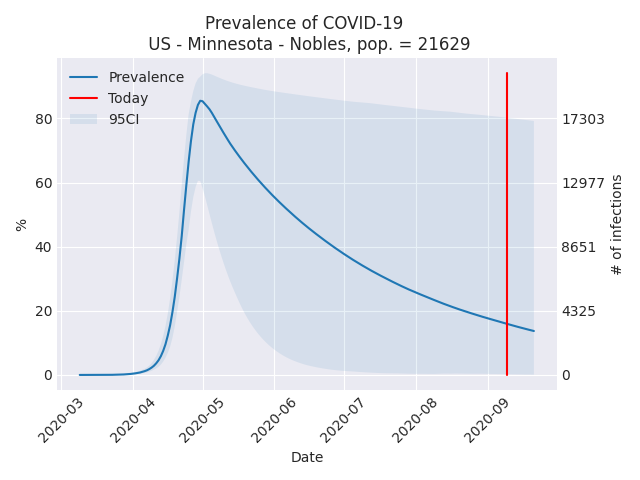 Prevalence of COVID-19
US - Minnesota - Nobles, pop. = 21629
Prevalence
Today
95CI
80
60
40
20
0
%
17303
12977
8651
4325
0
# of infections
2020-03
2020-04
2020-05
2020-06
2020-07
2020-08
2020-09
Date